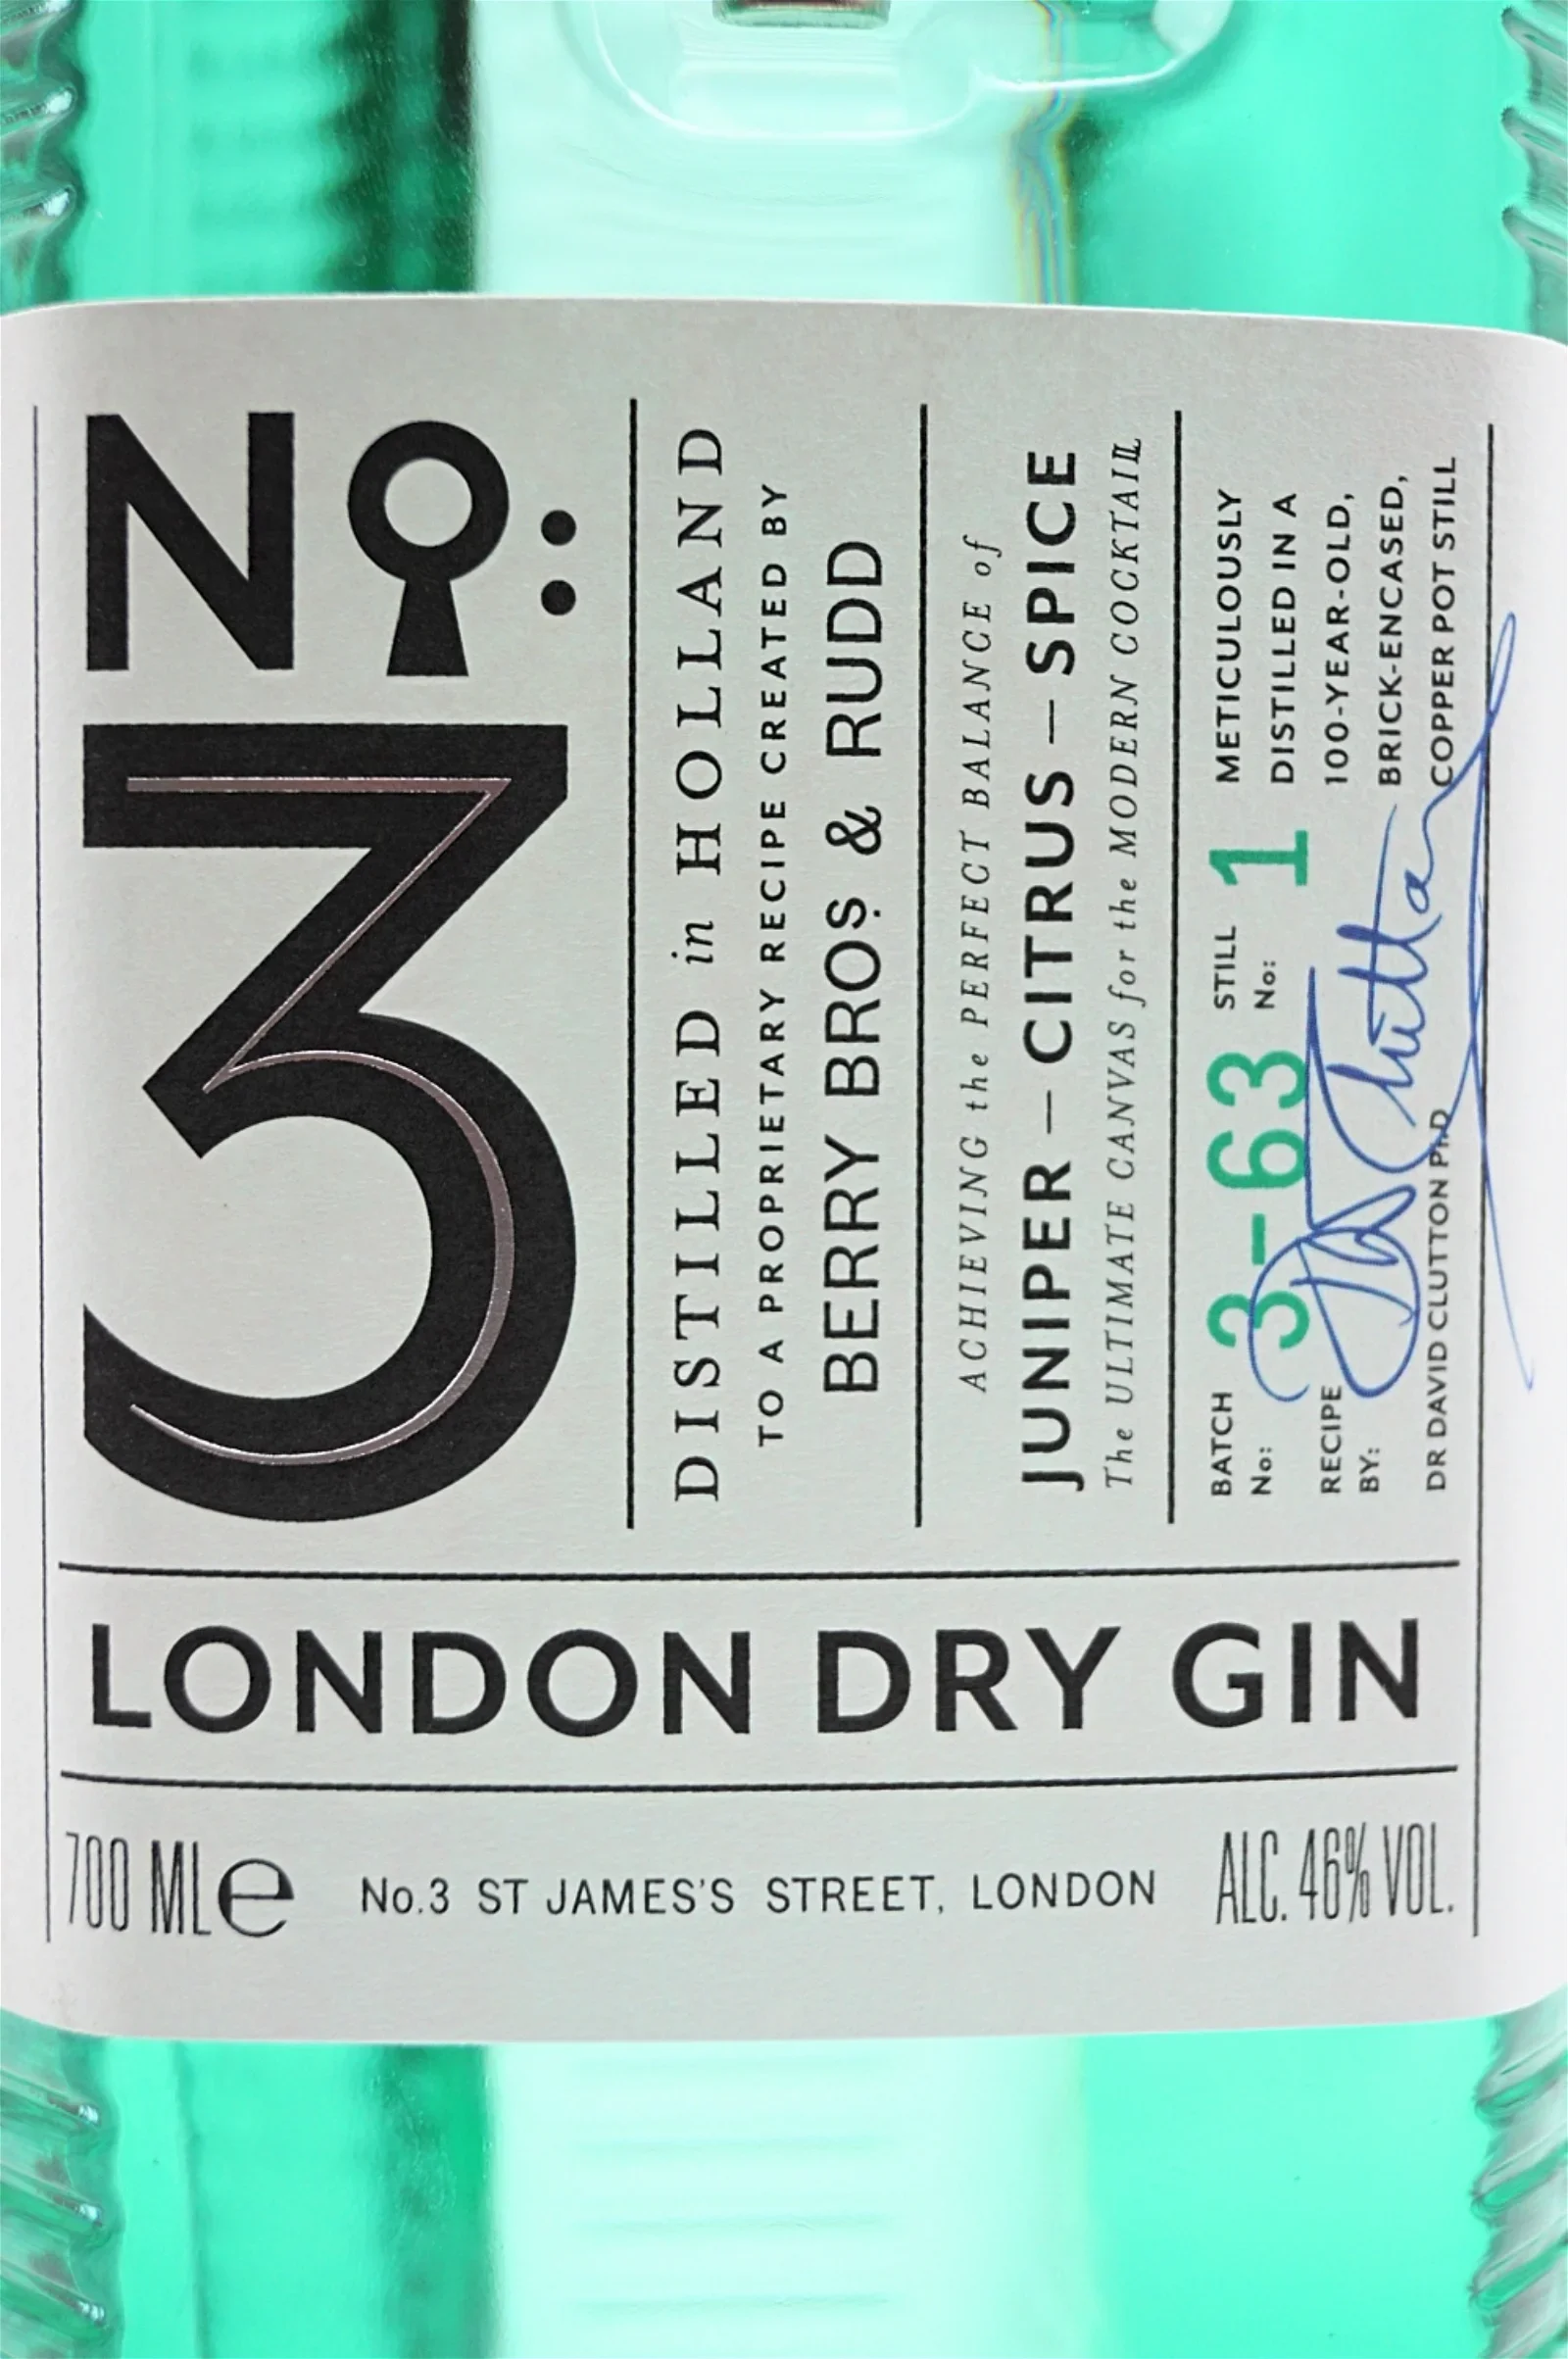 No:
3
DISTILLED in HOLLAND
TO A PROPRIETARY RECIPE CREATED BY
BERRY BROS. & RUDD
ACHIEVING the PERFECT BALANCE of
JUNIPER — CITRUS — SPICE
The ULTIMATE CANVAS for the MODERN COCKTAIL
BATCH No: 3-63
STILL No: 1
RECIPE BY:
DR DAVID CLUTTON PhD
METICULOUSLY
DISTILLED IN A
100-YEAR-OLD,
BRICK-ENCASED,
COPPER POT STILL
LONDON DRY GIN
700 ML e
No.3 ST JAMES'S STREET, LONDON
ALC. 46% VOL.